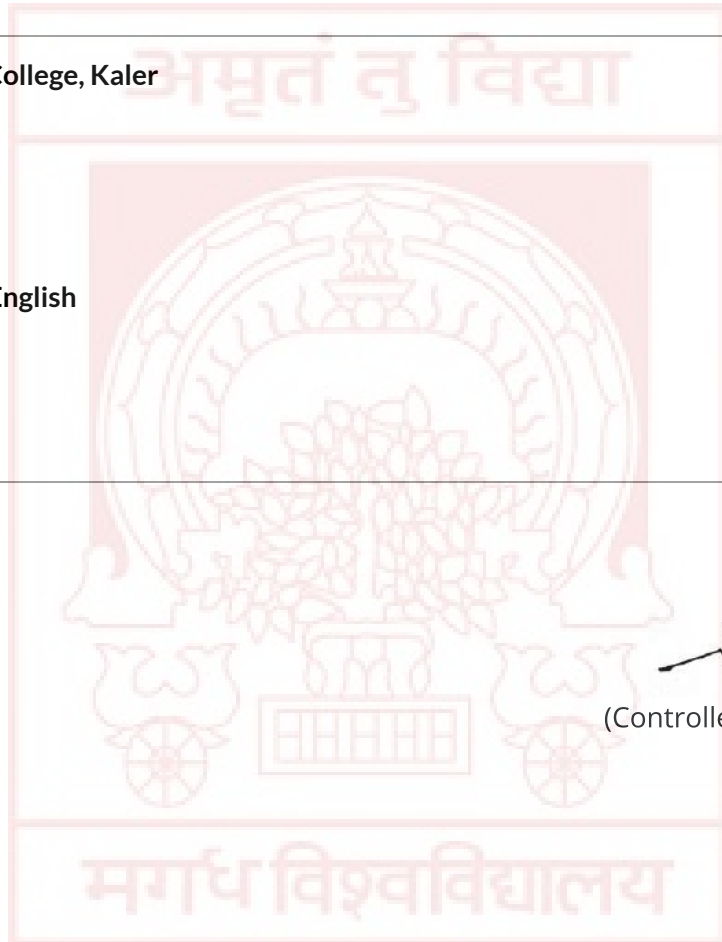 अमृतं तु विद्या
College, Kaler
English
(Controlle
मगध विश्वविद्यालय